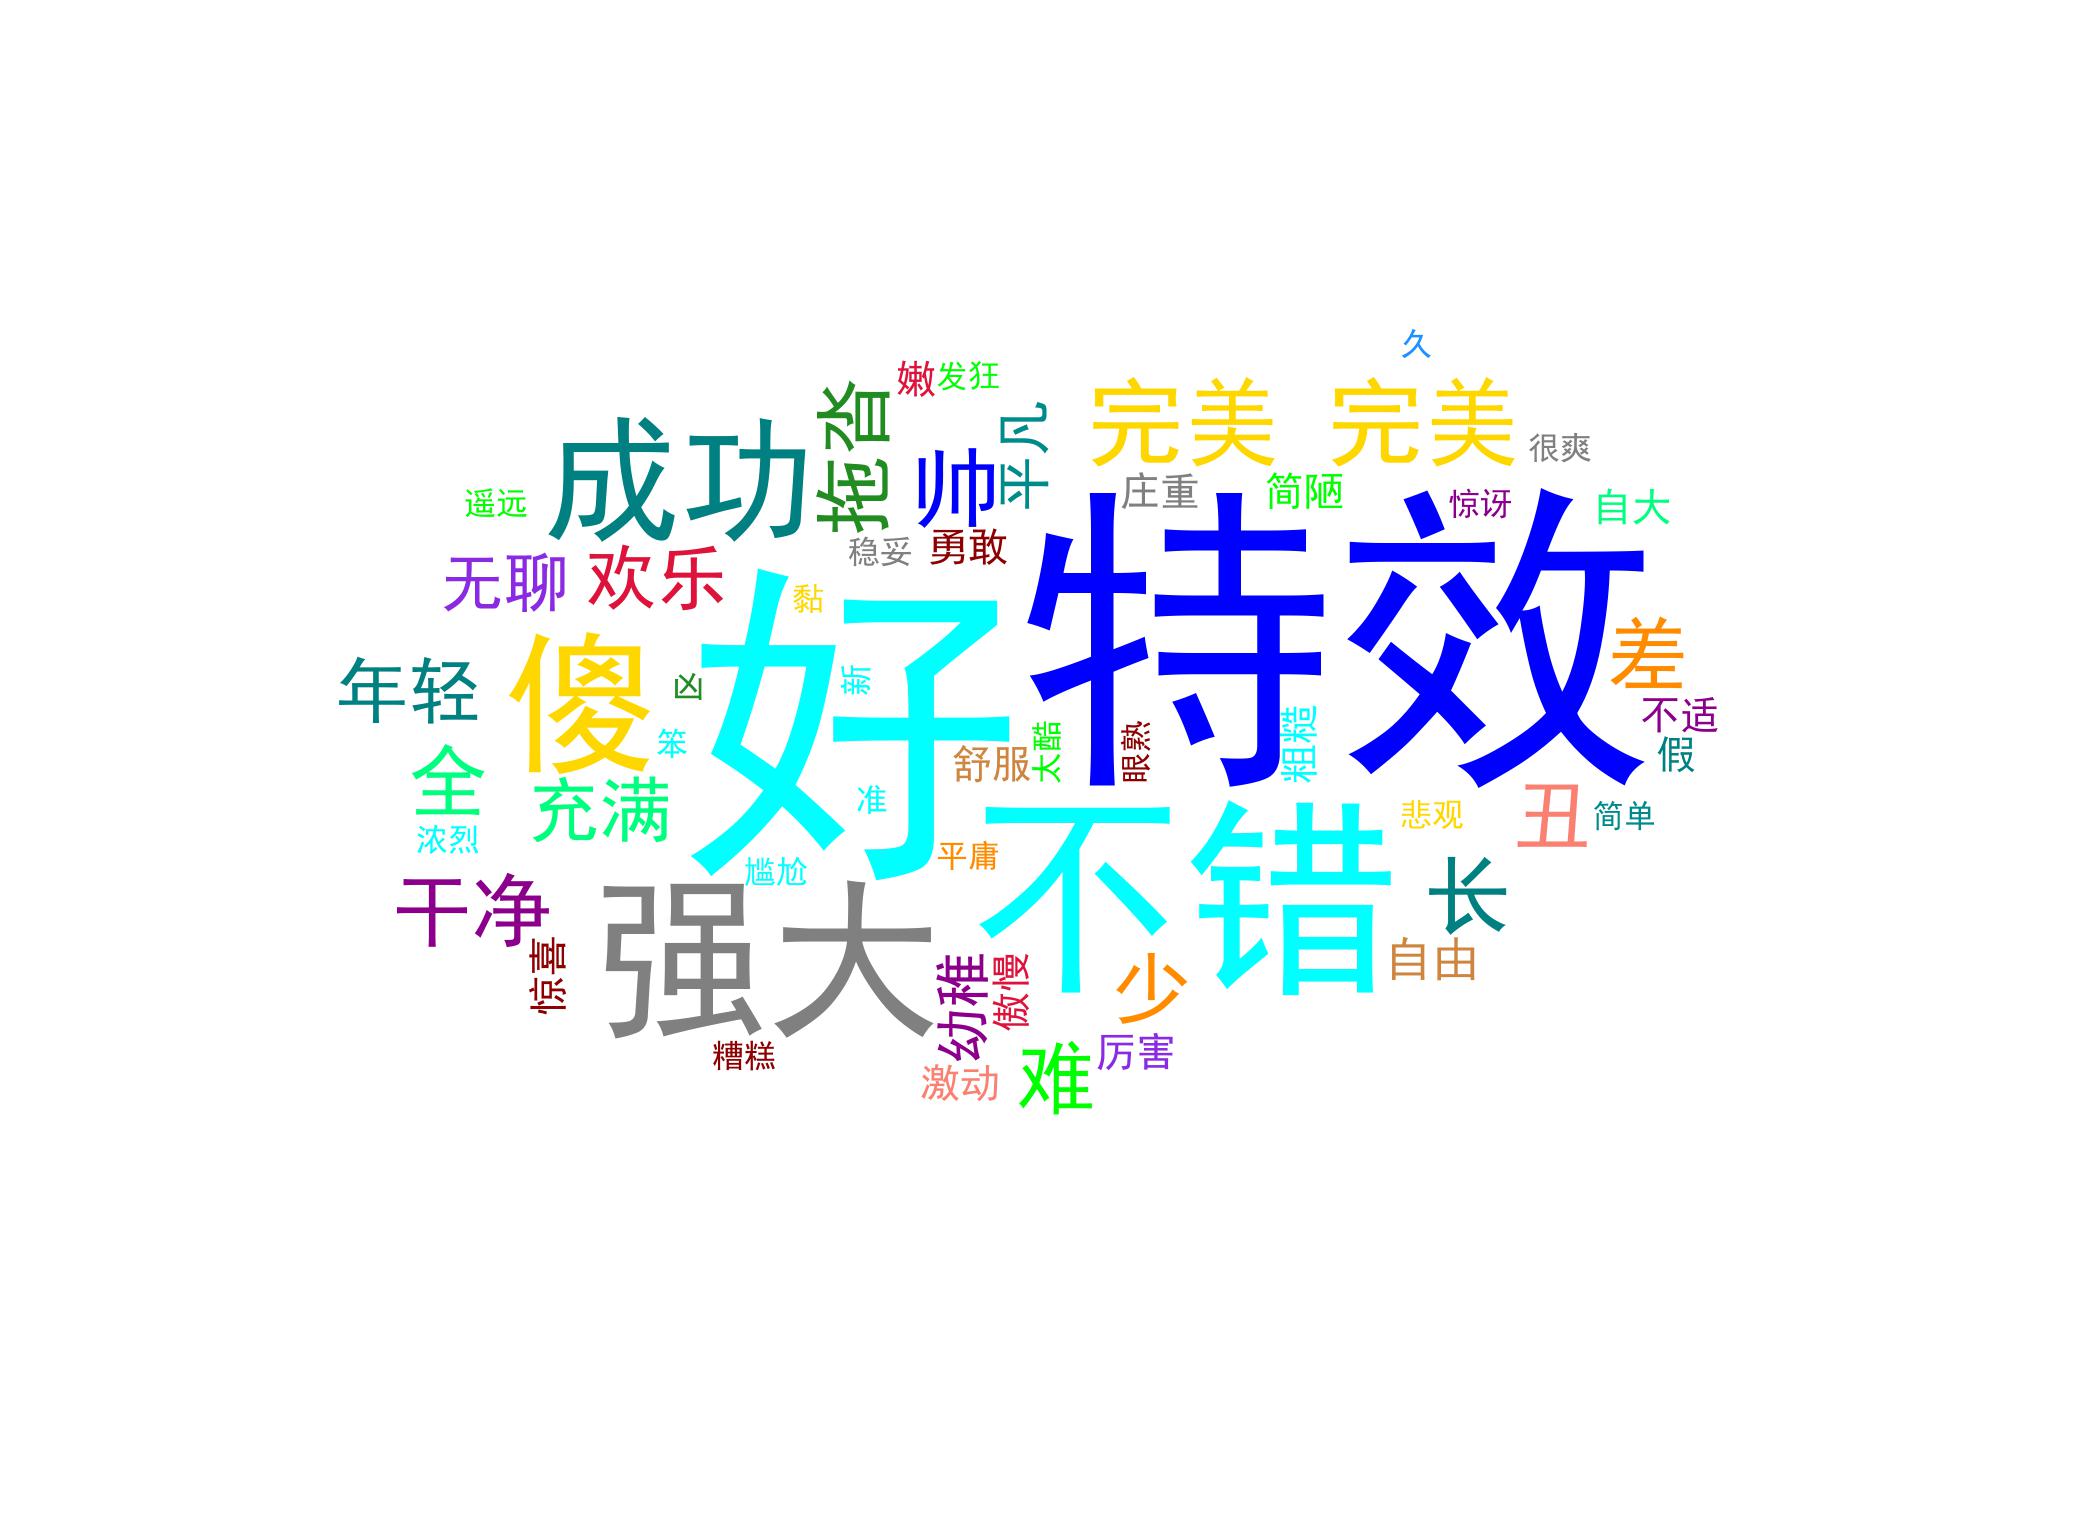 久
嫩
发狂
完美
完美
拖沓
平凡
成功
帅
很爽
遥远
庄重
简陋
惊讶
自大
稳妥
勇敢
无聊
欢乐
黏
特效
好
傻
差
年轻
凶
新
不适
笨
太酷
眼熟
粗糙
假
舒服
全
充满
准
丑
悲观
简单
浓烈
平庸
尴尬
不错
长
干净
强大
惊喜
自由
幼稚
傲慢
少
糟糕
厉害
激动
难